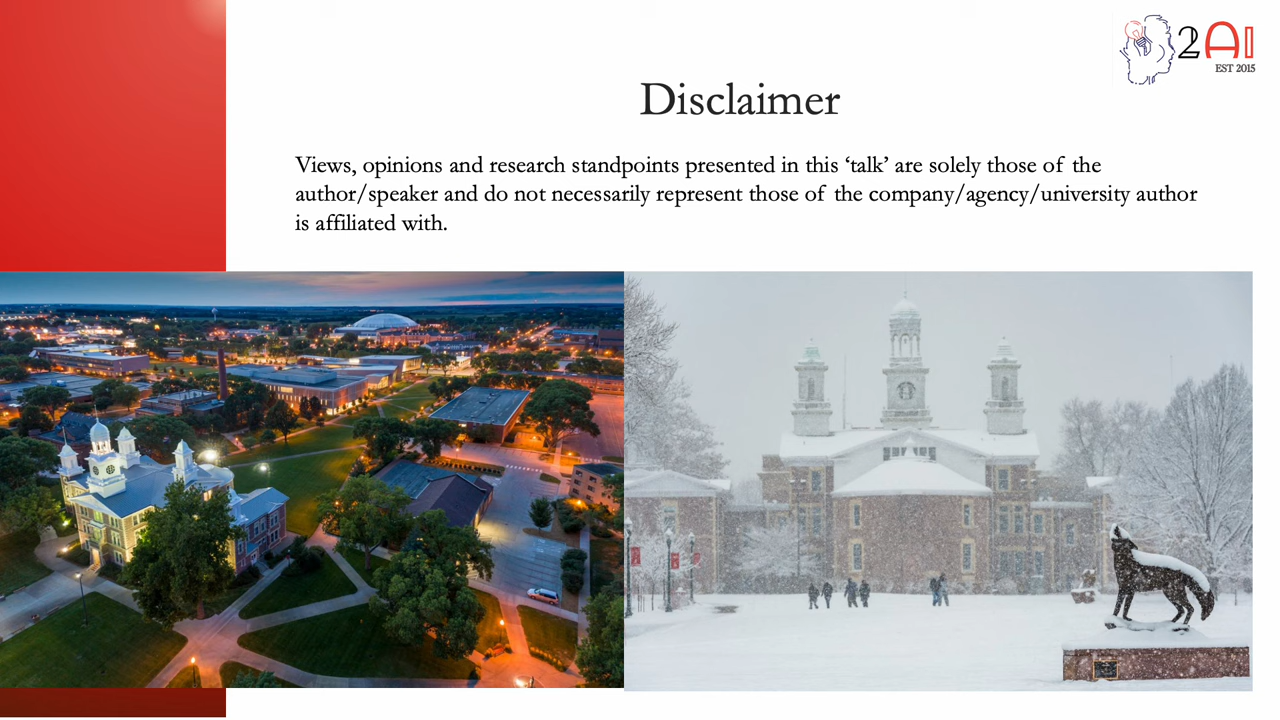 2AI
EST 2015
Disclaimer
Views, opinions and research standpoints presented in this ‘talk’ are solely those of the
author/speaker and do not necessarily represent those of the company/agency/university author
is affiliated with.